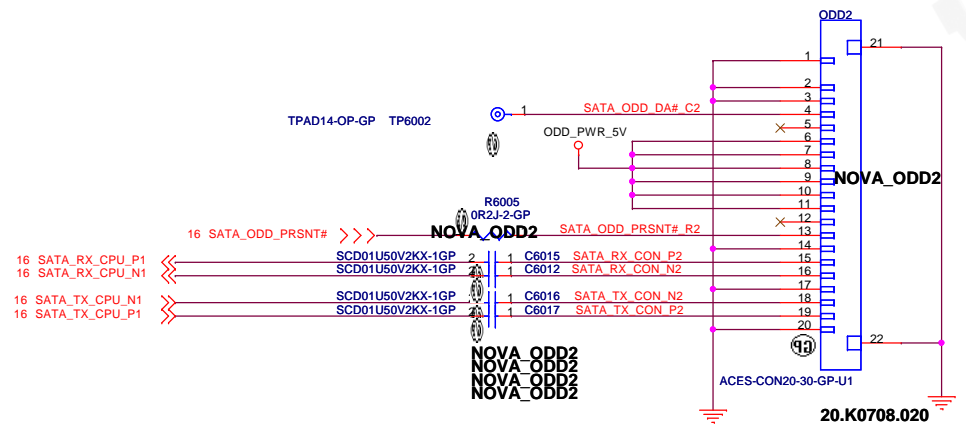 ODD2
21
1
2
3
TPAD14-OP-GP TP6002 1 SATA_ODD_DA#_C2 4
5
ODD_PWR_5V 6
7
8
9 NOVA_ODD2
10
R6005 11
0R2J-2-GP 12
16 SATA_ODD_PRSNT# NOVA_ODD2 SATA_ODD_PRSNT#_R2 13
14
16 SATA_RX_CPU_P1 SCD01U50V2KX-1GP 2 1 C6015 SATA_RX_CON_P2 15
16 SATA_RX_CPU_N1 SCD01U50V2KX-1GP 2 1 C6012 SATA_RX_CON_N2 16
17
16 SATA_TX_CPU_N1 SCD01U50V2KX-1GP 2 1 C6016 SATA_TX_CON_N2 18
16 SATA_TX_CPU_P1 SCD01U50V2KX-1GP 2 1 C6017 SATA_TX_CON_P2 19
20
22
NOVA_ODD2
NOVA_ODD2
NOVA_ODD2
NOVA_ODD2
ACES-CON20-30-GP-U1
20.K0708.020